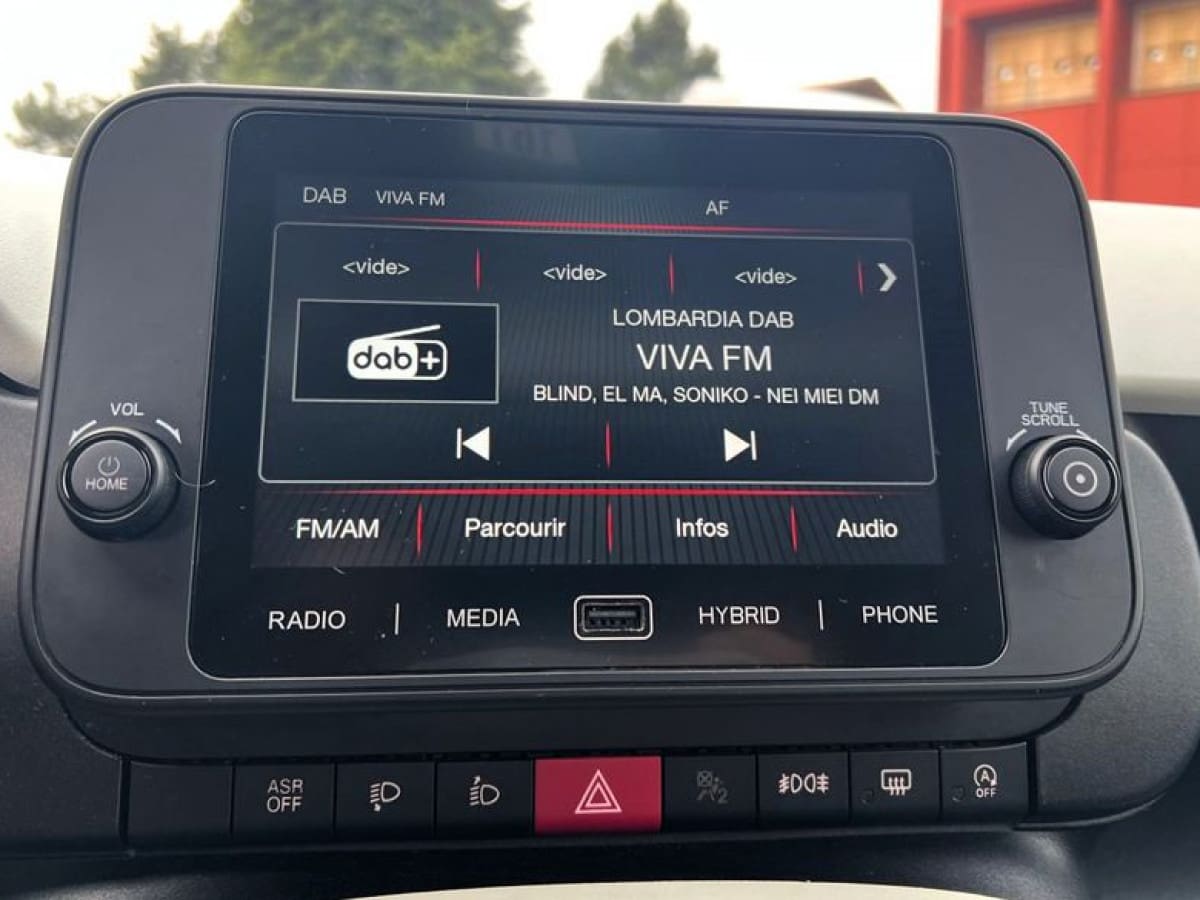 DAB VIVA FM AF
<vide> <vide> <vide>
LOMBARDIA DAB
dab+
VIVA FM
BLIND, EL MA, SONIKO - NEI MIEI DM
VOL
HOME
TUNE
SCROLL
FM/AM Parcourir Infos Audio
RADIO MEDIA HYBRID PHONE
ASR
OFF
2
A
OFF